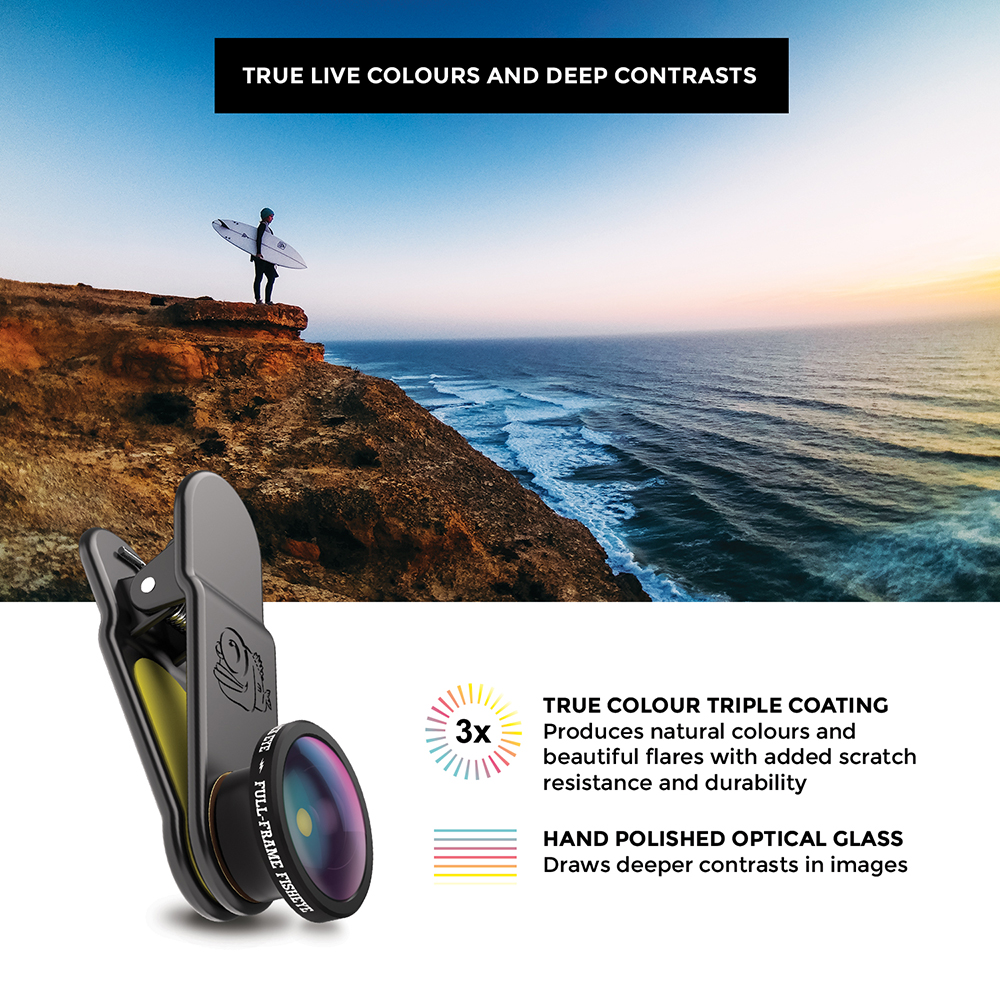 TRUE LIVE COLOURS AND DEEP CONTRASTS
3x
TRUE COLOUR TRIPLE COATING
Produces natural colours and
beautiful flares with added scratch
resistance and durability
HAND POLISHED OPTICAL GLASS
Draws deeper contrasts in images
FULL-FRAME FISHEYE